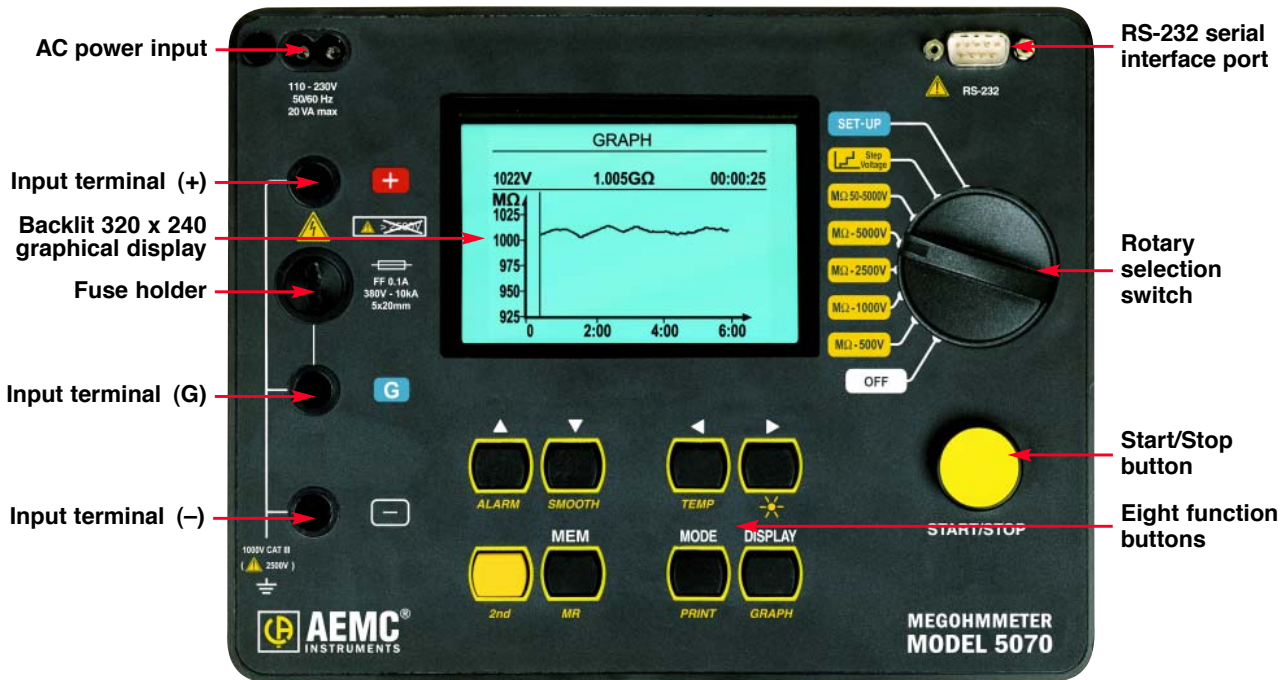 AC power input
110 - 230V
50/60 Hz
20 VA max
RS-232 serial
interface port
RS-232
Input terminal (+)
+
Backlit 320 x 240
graphical display
Fuse holder
FF 0.1A
380V - 10kA
5x20mm
Input terminal (G)
G
Input terminal (–)
–
1000V CAT III
( 2500V )
GRAPH
1022V 1.005GΩ 00:00:25
MΩ
1025
1000
975
950
925
0 2:00 4:00 6:00
SET-UP
Step
Voltage
MΩ 50-5000V
MΩ - 5000V
MΩ - 2500V
MΩ - 1000V
MΩ - 500V
OFF
Rotary
selection
switch
Start/Stop
button
START/STOP
Eight function
buttons
ALARM SMOOTH TEMP
MEM MODE DISPLAY
2nd MR PRINT GRAPH
AEMC®
INSTRUMENTS
MEGOHMMETER
MODEL 5070